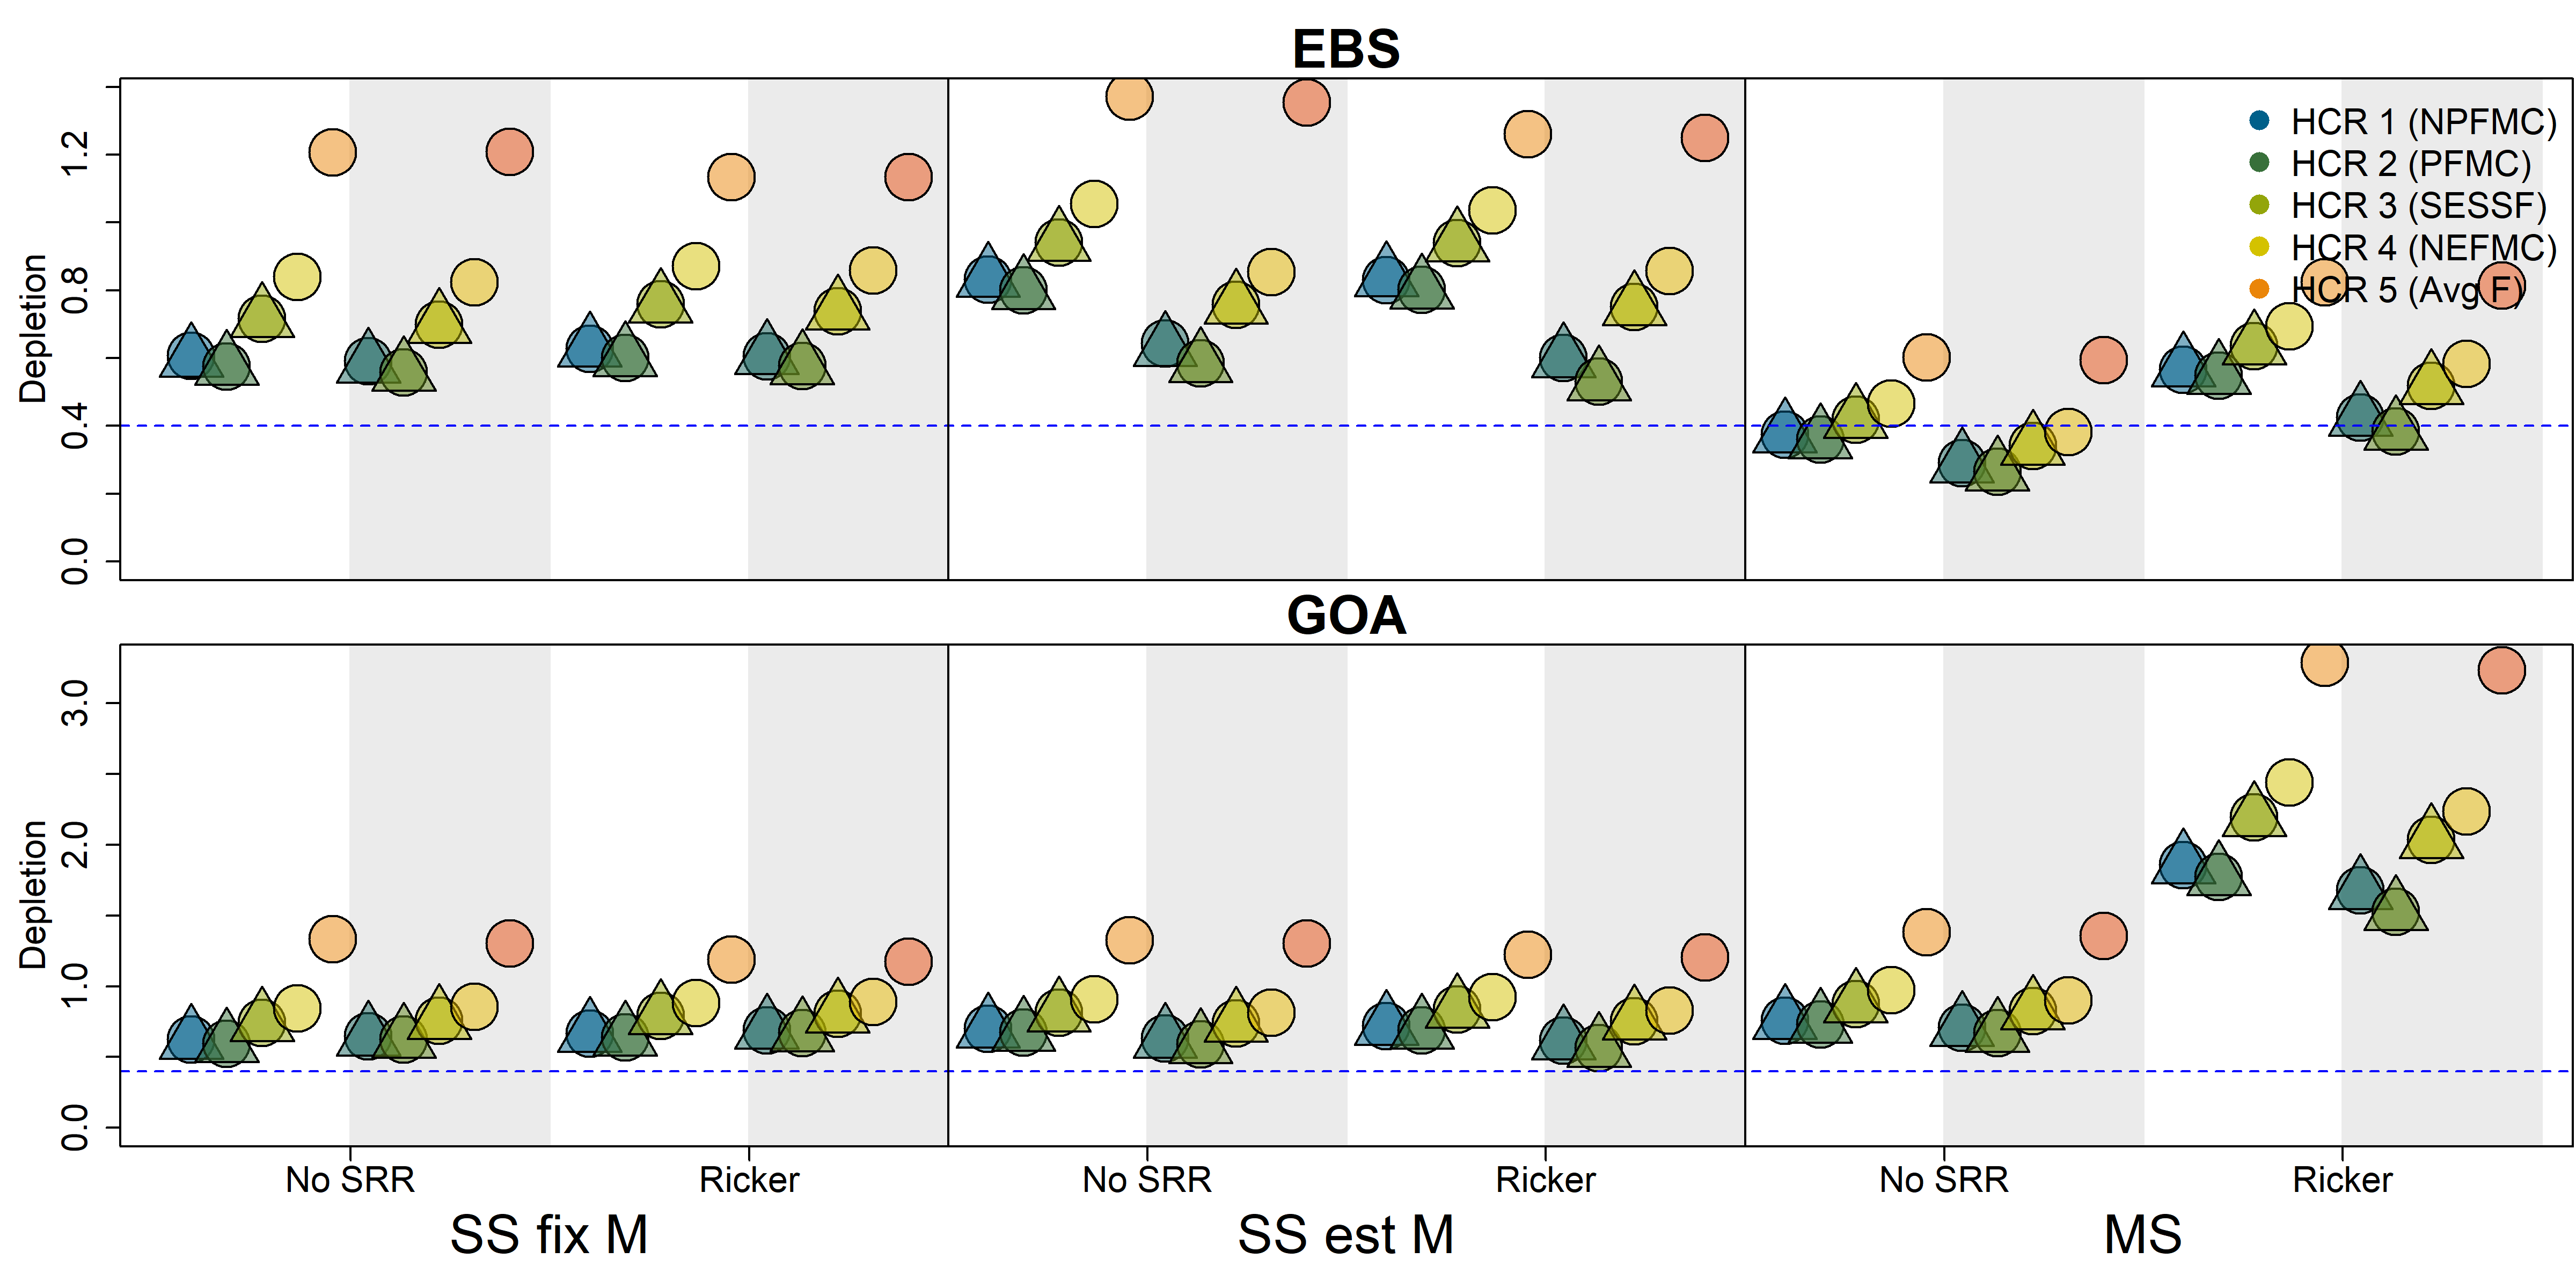 EBS
Depletion
0.0
0.4
0.8
1.2
HCR 1 (NPFMC)
HCR 2 (PFMC)
HCR 3 (SESSF)
HCR 4 (NEFMC)
HCR 5 (Avg F)
GOA
Depletion
0.0
1.0
2.0
3.0
No SRR Ricker No SRR Ricker No SRR Ricker
SS fix M SS est M MS